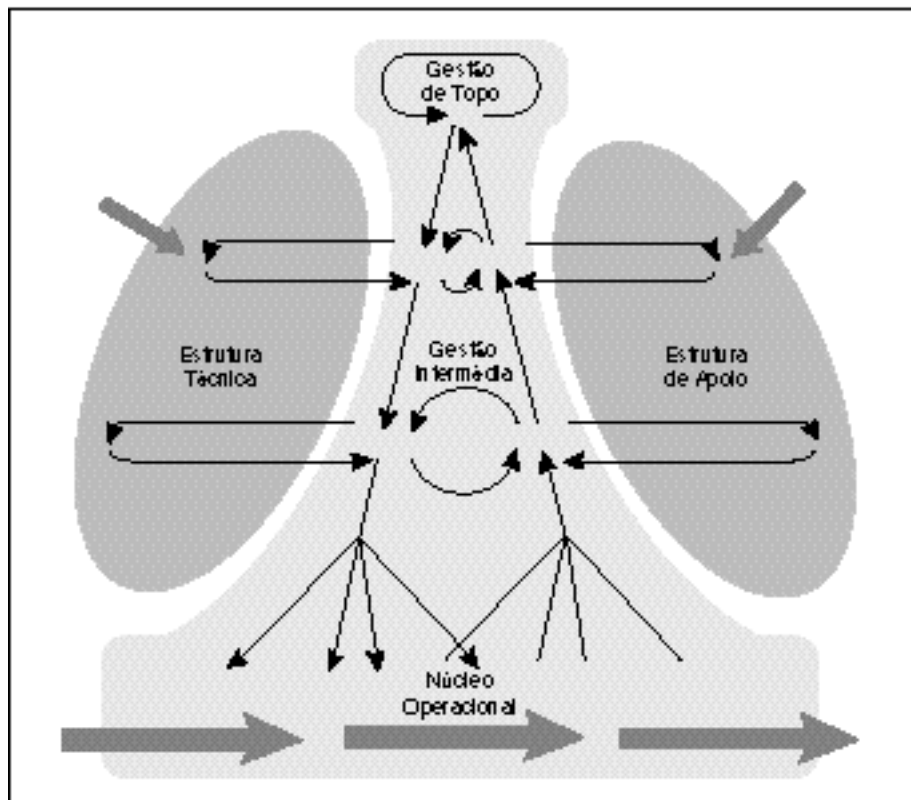 Gestão
de Topo
Estrutura
Técnica
Gestão
Intermédia
Estrutura
de Apoio
Núcleo
Operacional